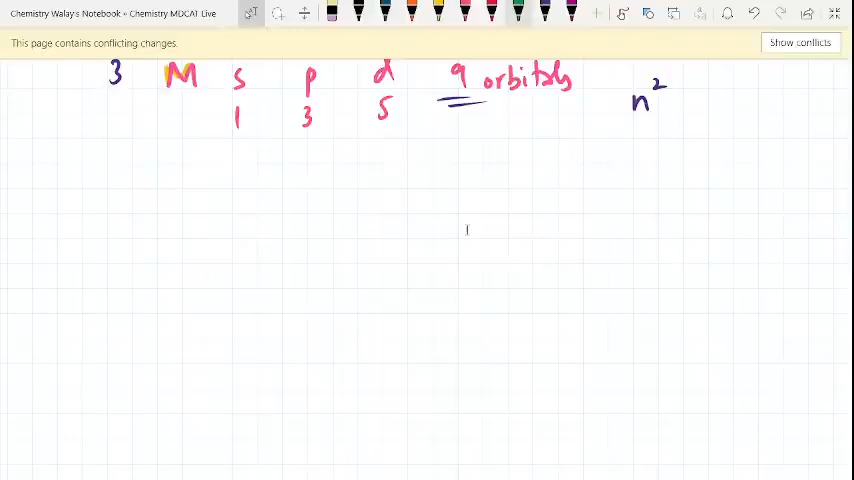 Chemistry Walay's Notebook » Chemistry MDCAT Live
This page contains conflicting changes.
Show conflicts
3 M s p d 9 orbitals
1 3 5
n²